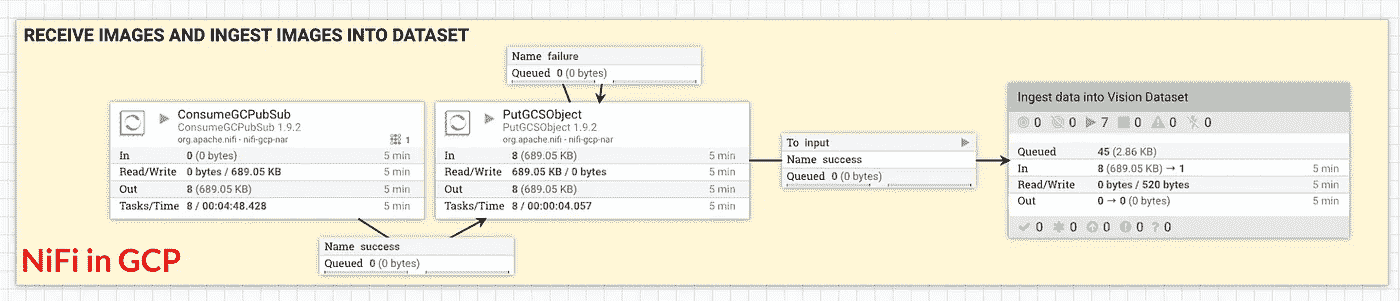 RECEIVE IMAGES AND INGEST IMAGES INTO DATASET
Name failure
Queued 0 (0 bytes)
ConsumeGCPubSub
ConsumeGCPubSub 1.9.2
org.apache.nifi - nifi-gcp-nar
1
In 0 (0 bytes) 5 min
Read/Write 0 bytes / 689.05 KB 5 min
Out 8 (689.05 KB) 5 min
Tasks/Time 8 / 00:04:48.428 5 min
Name success
Queued 0 (0 bytes)
PutGCSObject
PutGCSObject 1.9.2
org.apache.nifi - nifi-gcp-nar
In 8 (689.05 KB) 5 min
Read/Write 689.05 KB / 0 bytes 5 min
Out 8 (689.05 KB) 5 min
Tasks/Time 8 / 00:00:04.057 5 min
To input
Name success
Queued 0 (0 bytes)
Ingest data into Vision Dataset
0 0 7 0 0 0
Queued 45 (2.86 KB)
In 8 (689.05 KB) → 1 5 min
Read/Write 0 bytes / 520 bytes 5 min
Out 0 → 0 (0 bytes) 5 min
0 0 0 0 ? 0
NiFi in GCP